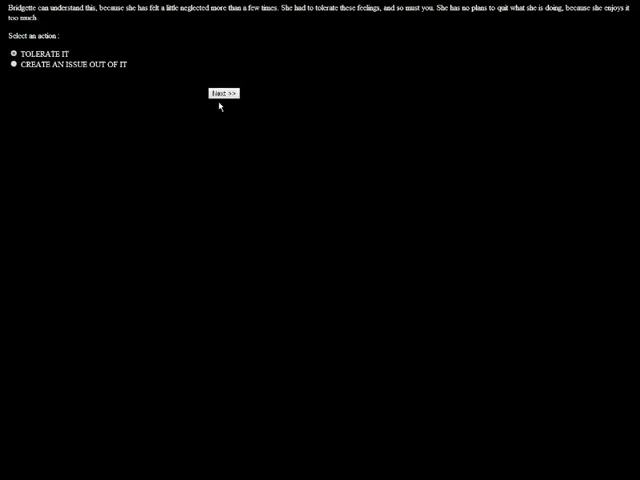 Bridgette can understand this, because she has felt a little neglected more than a few times. She had to tolerate these feelings, and so must you. She has no plans to quit what she is doing, because she enjoys it
too much.
Select an action :
TOLERATE IT
CREATE AN ISSUE OUT OF IT
Next >>